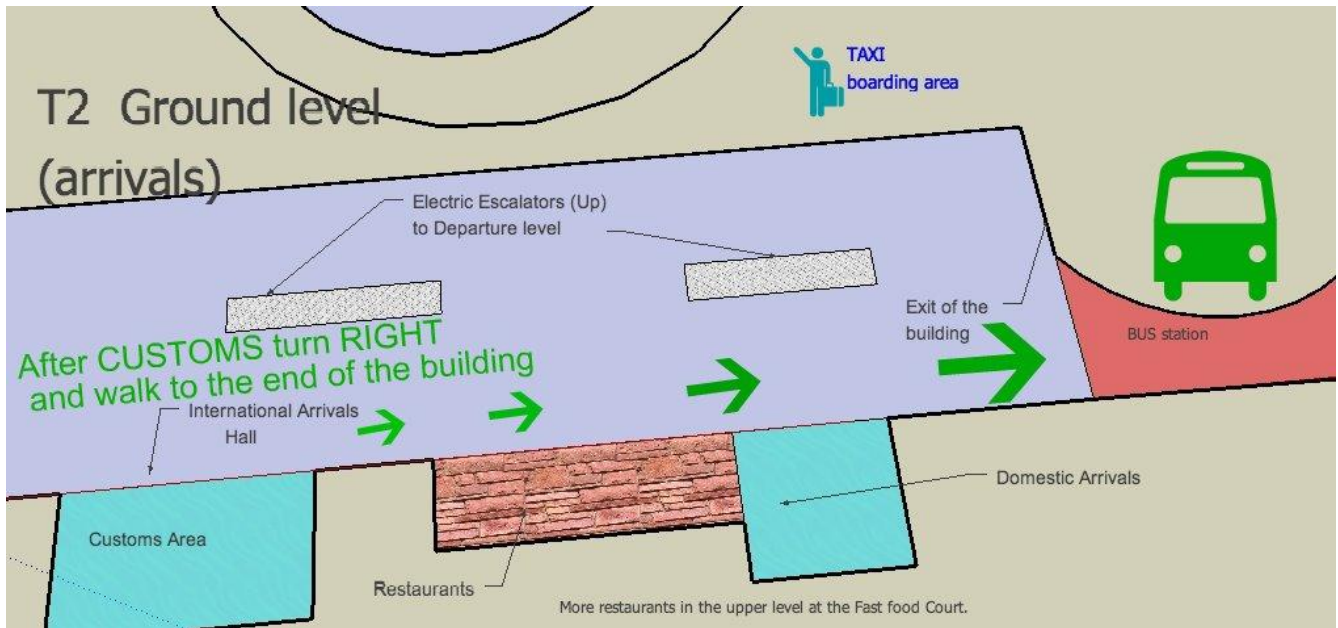 T2 Ground level
(arrivals)
TAXI
boarding area
Electric Escalators (Up)
to Departure level
Exit of the
building
BUS station
After CUSTOMS turn RIGHT
and walk to the end of the building
International Arrivals
Hall
Domestic Arrivals
Customs Area
Restaurants
More restaurants in the upper level at the Fast food Court.